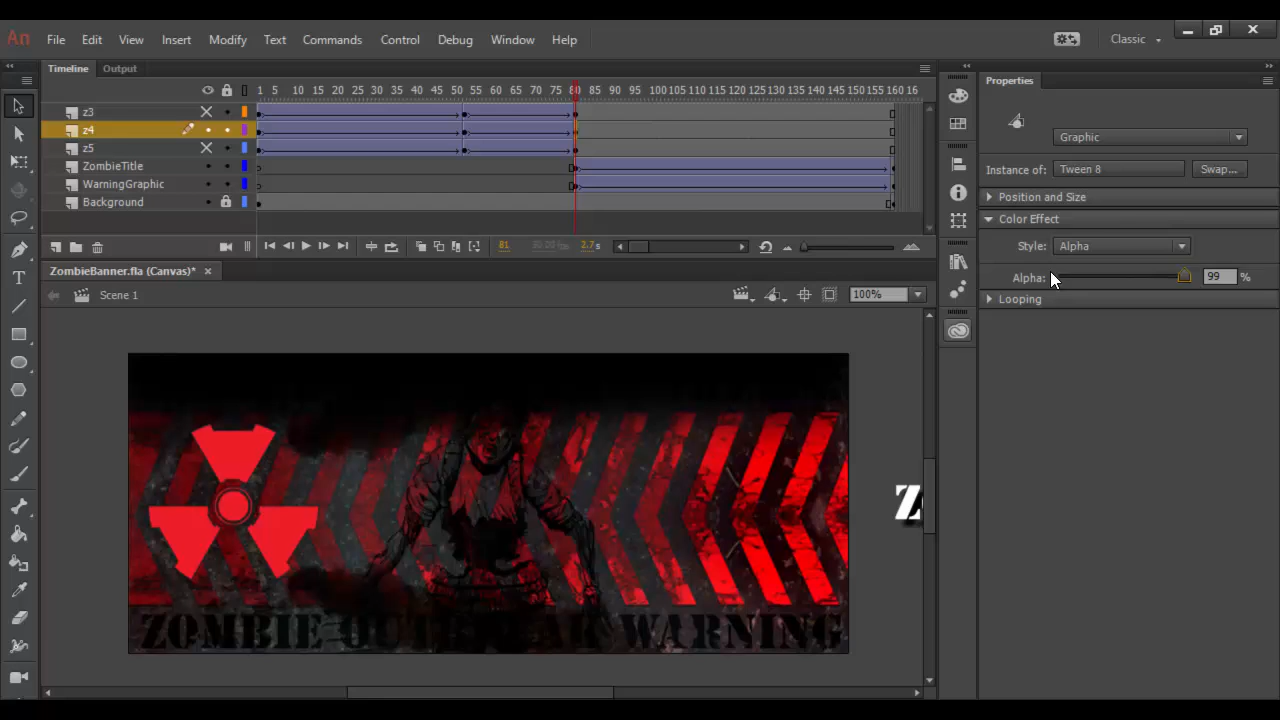 An File Edit View Insert Modify Text Commands Control Debug Window Help Classic
Timeline Output
1 5 10 15 20 25 30 35 40 45 50 55 60 65 70 75 80 85 90 95 100 105 110 115 120 125 130 135 140 145 150 155 160 16
z3
z4
z5
ZombieTitle
WarningGraphic
Background
81 2.7s
ZombieBanner.fla (Canvas)*
Scene 1 100%
Properties
Graphic
Instance of: Tween 8 Swap...
Position and Size
Color Effect
Style: Alpha
Alpha: 99 %
Looping
Z
ZOMBIE OUTBREAK WARNING